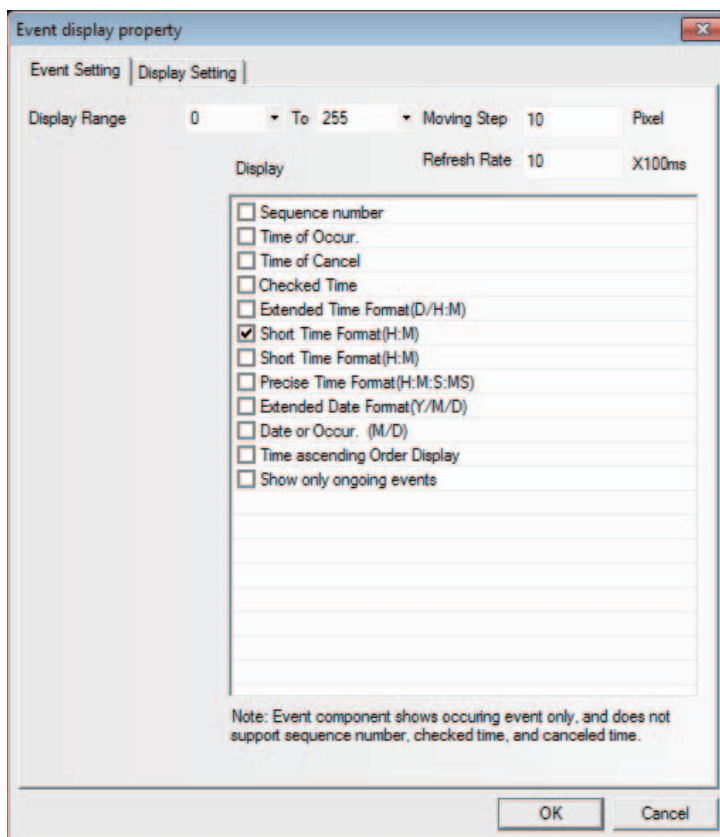 Event display property
Event Setting Display Setting
Display Range 0 To 255 Moving Step 10 Pixel
Display Refresh Rate 10 X100ms
Sequence number
Time of Occur.
Time of Cancel
Checked Time
Extended Time Format(D/H:M)
Short Time Format(H:M)
Short Time Format(H:M)
Precise Time Format(H:M:S:MS)
Extended Date Format(Y/M/D)
Date or Occur. (M/D)
Time ascending Order Display
Show only ongoing events
Note: Event component shows occuring event only, and does not
support sequence number, checked time, and canceled time.
OK Cancel